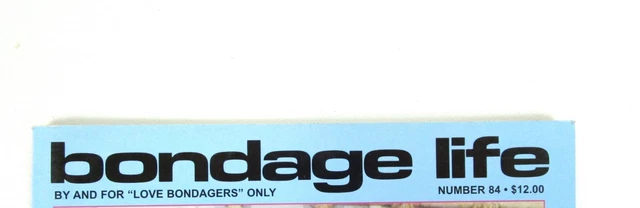 bondage life
BY AND FOR “LOVE BONDAGERS” ONLY
NUMBER 84 • $12.00